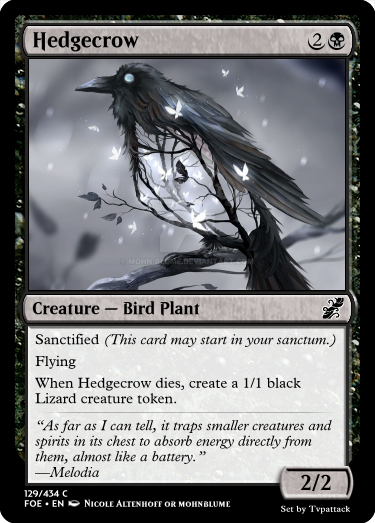 Hedgecrow 2
Creature — Bird Plant
Sanctified (This card may start in your sanctum.)
Flying
When Hedgecrow dies, create a 1/1 black
Lizard creature token.
“As far as I can tell, it traps smaller creatures and
spirits in its chest to absorb energy directly from
them, almost like a battery.”
—Melodia
2/2
129/434 C
FOE • EN Nicole Altenhoff or mohnblume
Set by Tvpattack